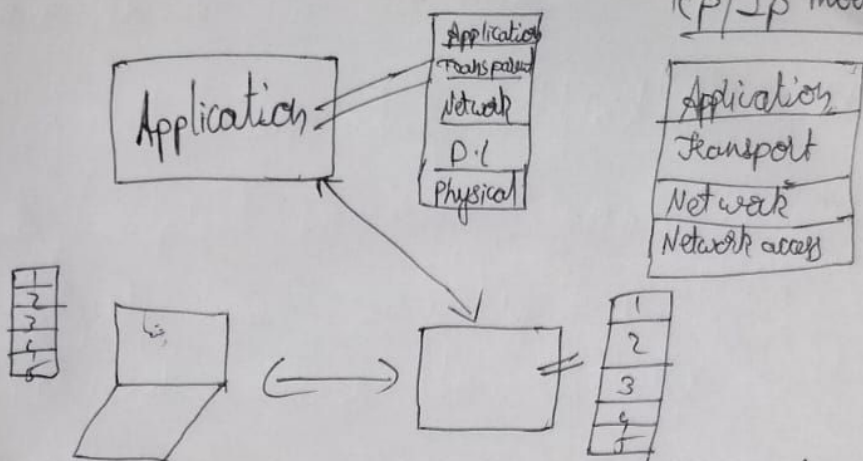 Tcp/Ip mod
Application
Application
Transport
Network
D.L
Physical
Application
Transport
Network
Network access
1
2
3
4
5
1
2
3
4
5